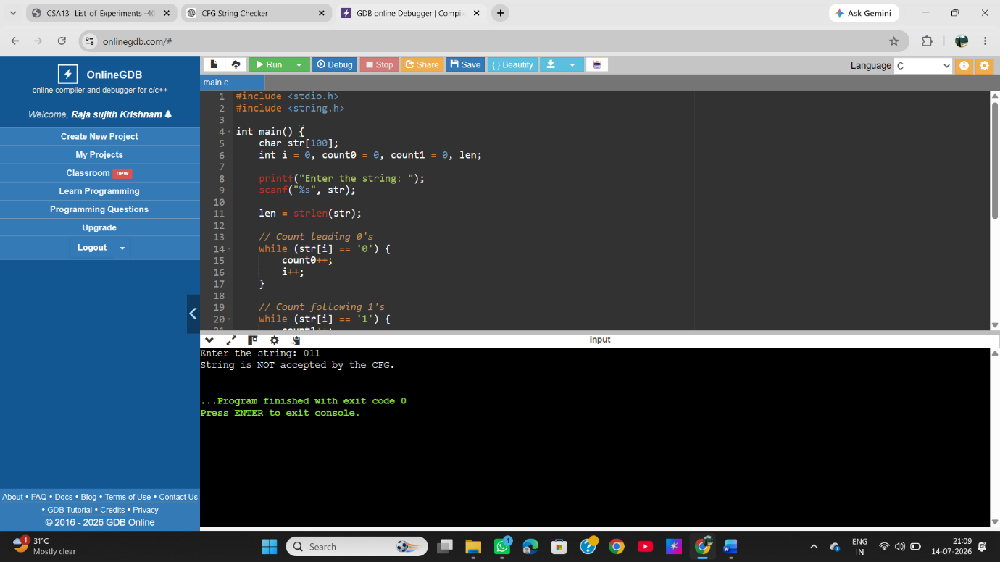 CSA13 _List_of_Experiments -40
CFG String Checker
GDB online Debugger | Compile
Ask Gemini
onlinegdb.com/#
OnlineGDB
online compiler and debugger for c/c++
Welcome, Raja sujith Krishnam
Create New Project
My Projects
Classroom new
Learn Programming
Programming Questions
Upgrade
Logout
About • FAQ • Docs • Blog • Terms of Use • Contact Us
• GDB Tutorial • Credits • Privacy
© 2016 - 2026 GDB Online
Run Debug Stop Share Save { } Beautify
Language C
main.c
1 #include <stdio.h>
2 #include <string.h>
3
4 int main() {
5 char str[100];
6 int i = 0, count0 = 0, count1 = 0, len;
7
8 printf("Enter the string: ");
9 scanf("%s", str);
10
11 len = strlen(str);
12
13 // Count leading 0's
14 while (str[i] == '0') {
15 count0++;
16 i++;
17 }
18
19 // Count following 1's
20 while (str[i] == '1') {
21 count1++;
input
Enter the string: 011
String is NOT accepted by the CFG.
...Program finished with exit code 0
Press ENTER to exit console.
1
31°C
Mostly clear
Search
1
ENG
IN
21:09
14-07-2026